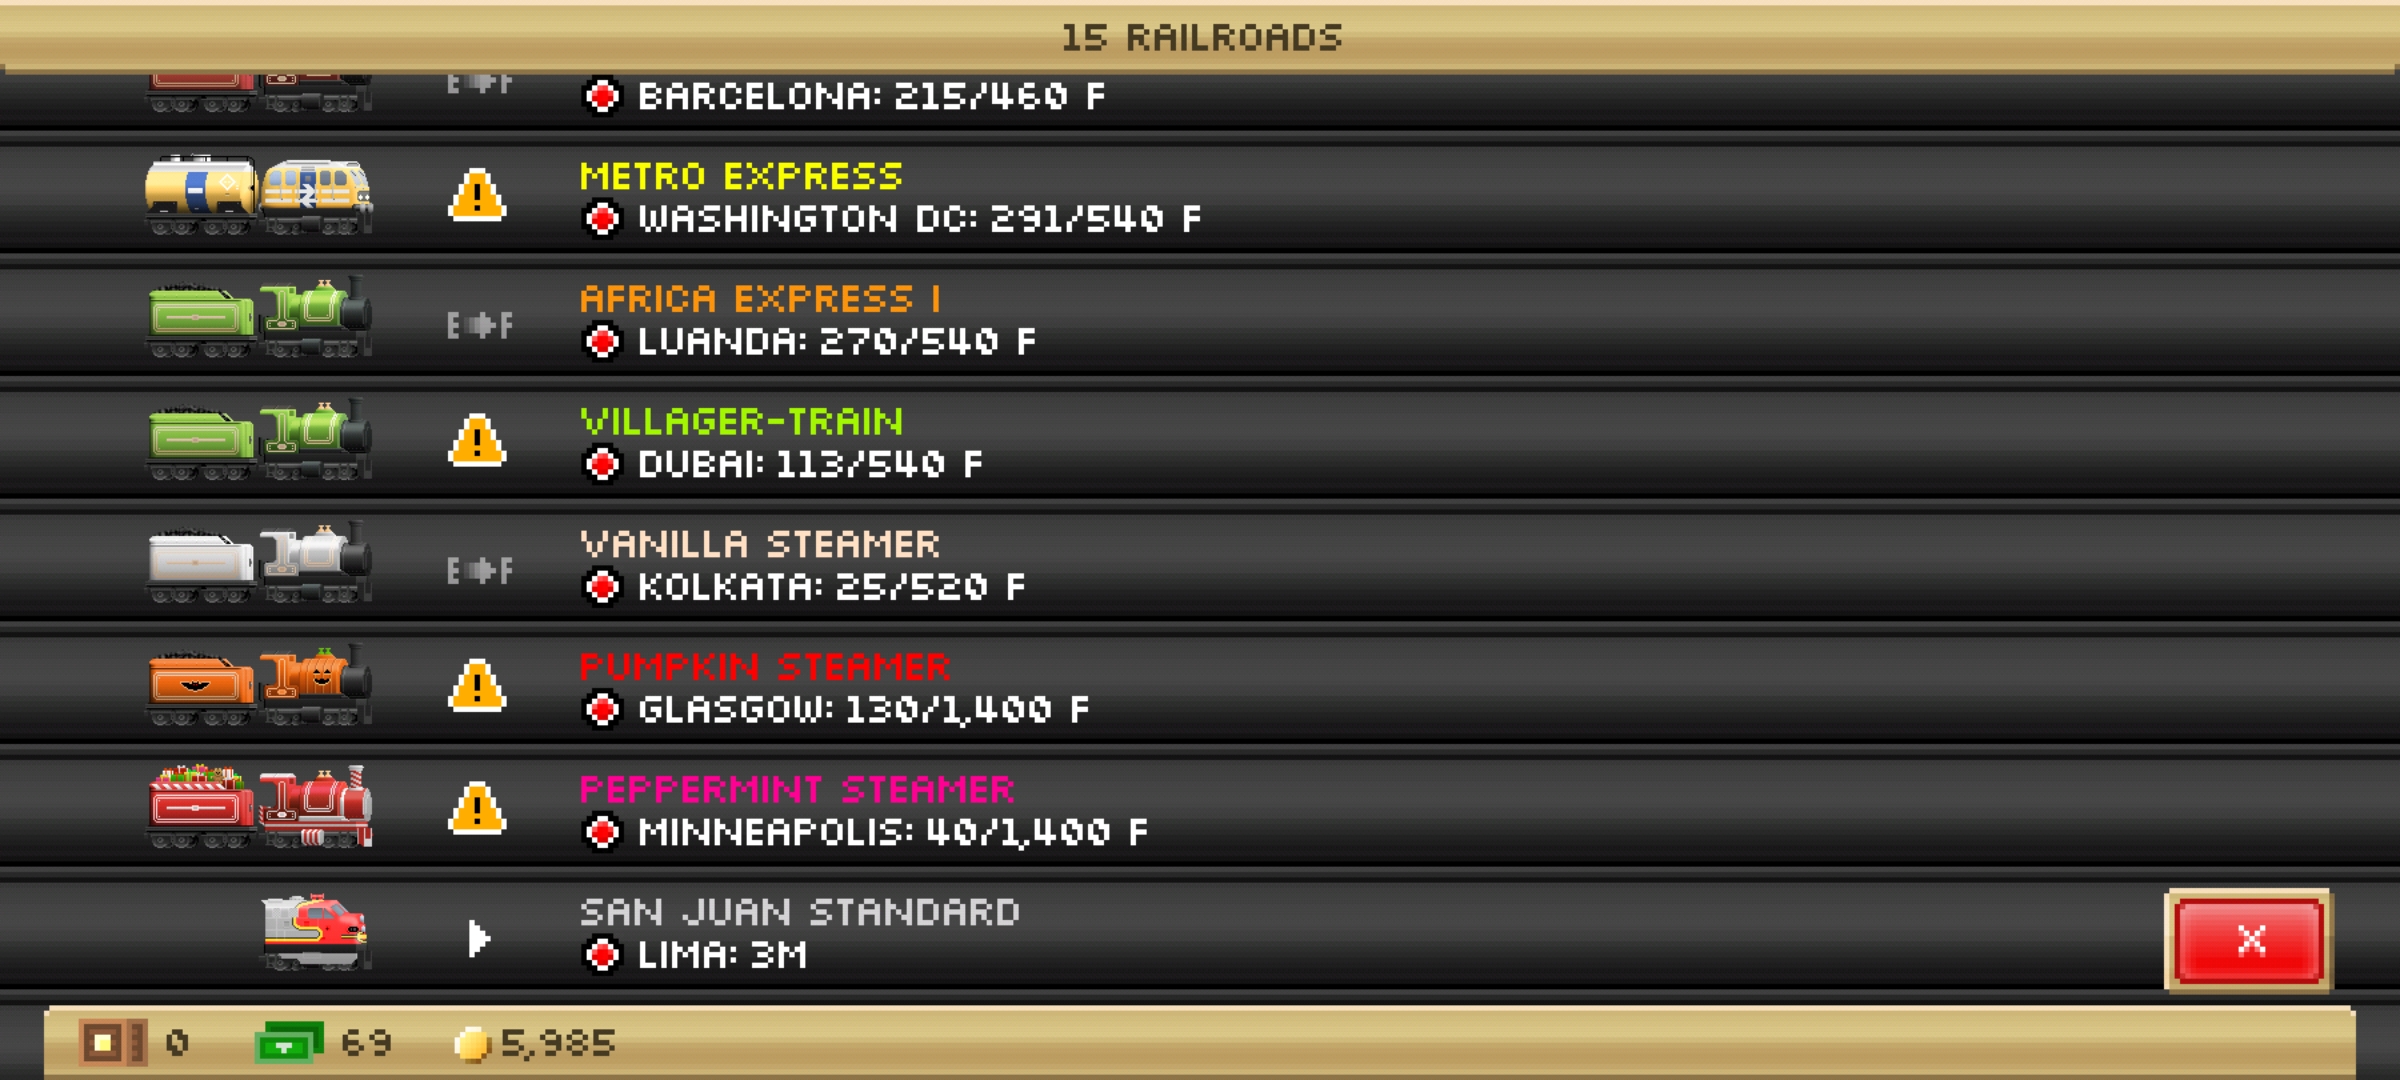 15 RAILROADS
E F
BARCELONA: 215/460 F
METRO EXPRESS
WASHINGTON DC: 291/540 F
AFRICA EXPRESS I
E F
LUANDA: 270/540 F
VILLAGER-TRAIN
DUBAI: 113/540 F
VANILLA STEAMER
E F
KOLKATA: 25/520 F
PUMPKIN STEAMER
GLASGOW: 130/1,400 F
PEPPERMINT STEAMER
MINNEAPOLIS: 40/1,400 F
SAN JUAN STANDARD
LIMA: 3M
X
0 69 5,985